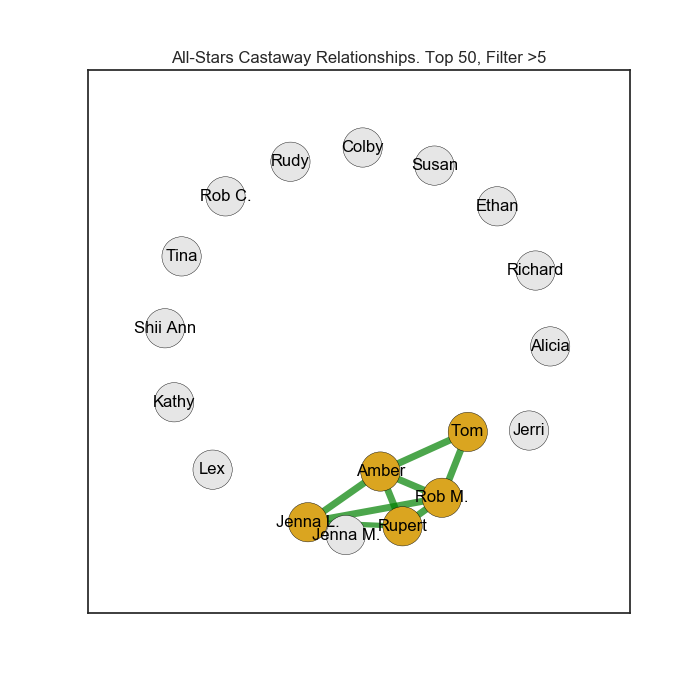 All-Stars Castaway Relationships. Top 50, Filter >5
Colby
Rudy
Susan
Rob C.
Ethan
Tina
Richard
Shii Ann
Alicia
Kathy
Tom
Jerri
Lex
Amber
Rob M.
Jenna L.
Rupert
Jenna M.